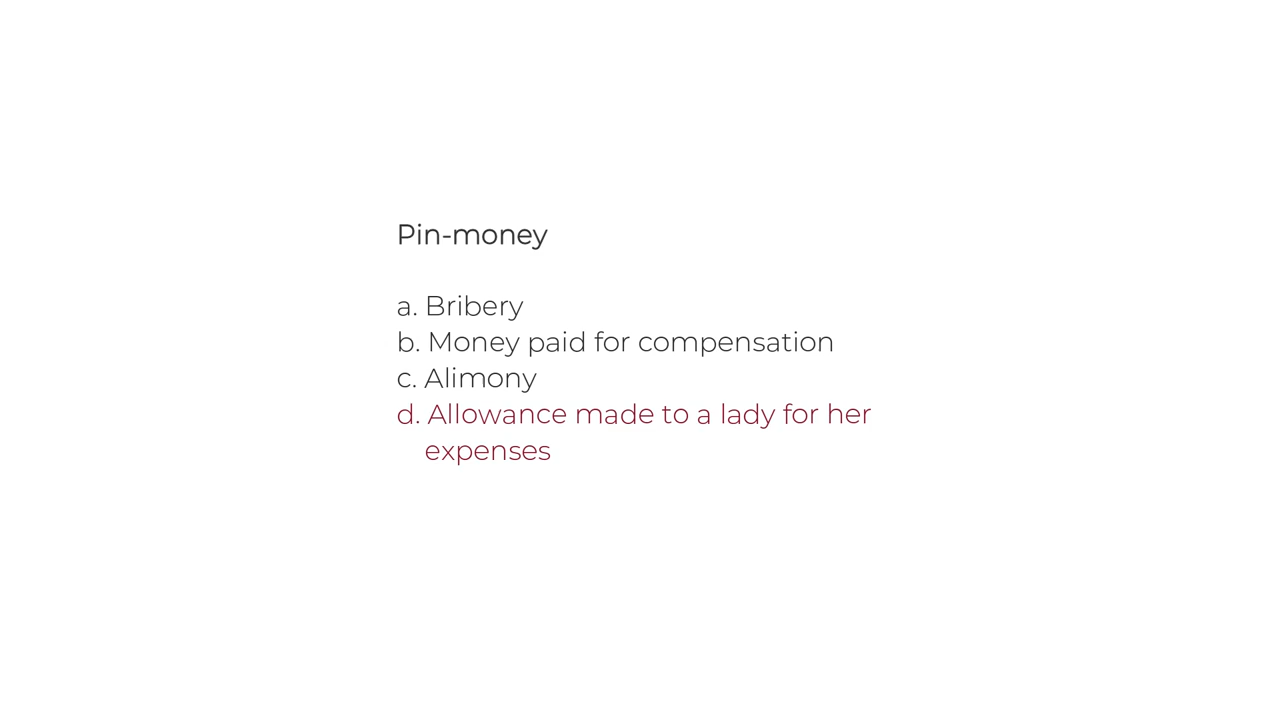 Pin-money
a. Bribery
b. Money paid for compensation
c. Alimony
d. Allowance made to a lady for her
expenses